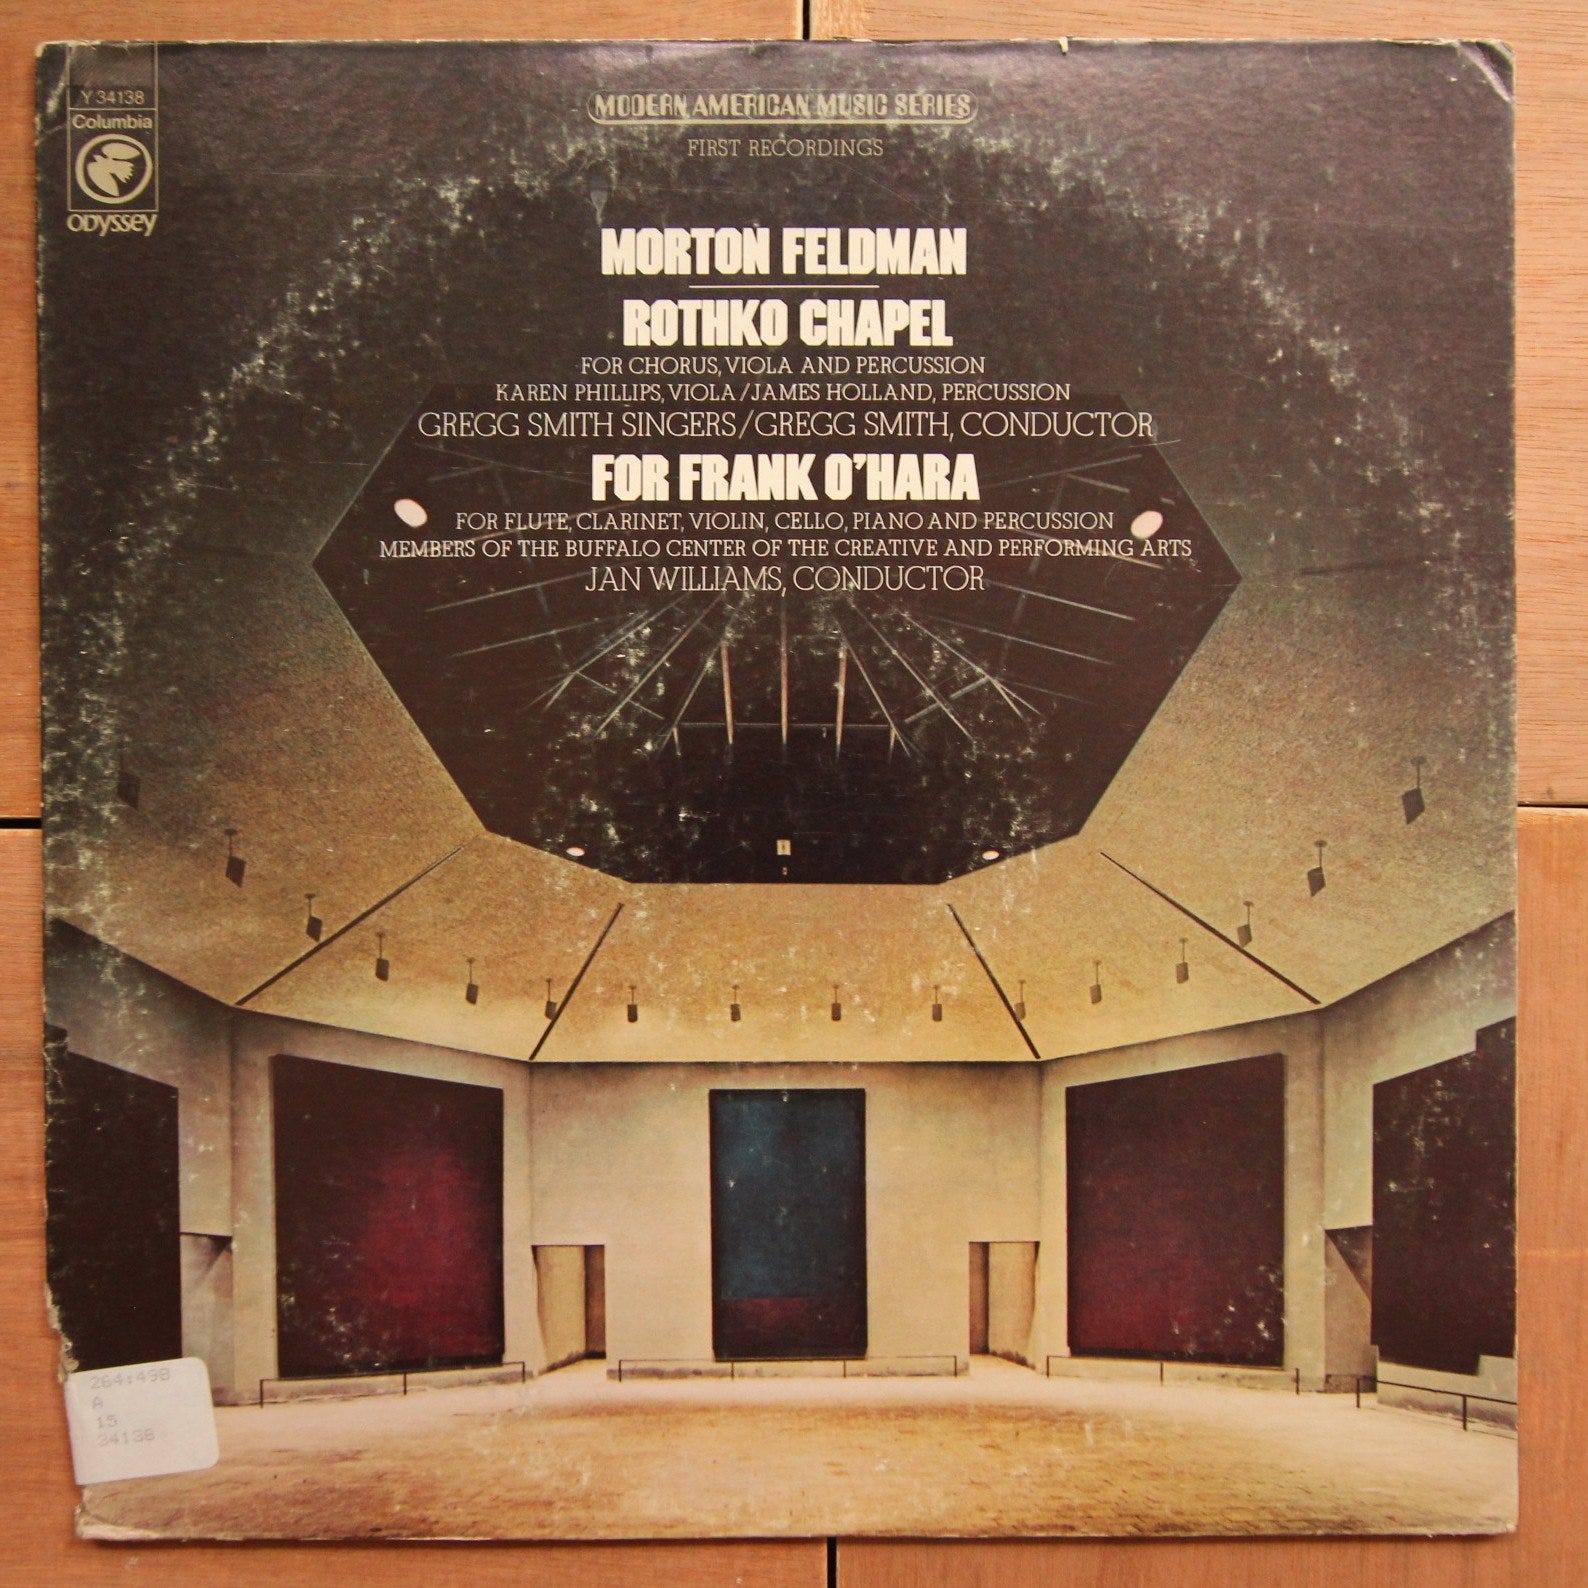 Y 34138
Columbia
ODYSSEY
MODERN AMERICAN MUSIC SERIES
FIRST RECORDINGS
MORTON FELDMAN
ROTHKO CHAPEL
FOR CHORUS, VIOLA AND PERCUSSION
KAREN PHILLIPS, VIOLA/JAMES HOLLAND, PERCUSSION
GREGG SMITH SINGERS/GREGG SMITH, CONDUCTOR
FOR FRANK O'HARA
FOR FLUTE, CLARINET, VIOLIN, CELLO, PIANO AND PERCUSSION
MEMBERS OF THE BUFFALO CENTER OF THE CREATIVE AND PERFORMING ARTS
JAN WILLIAMS, CONDUCTOR
264:498
A
15
34138